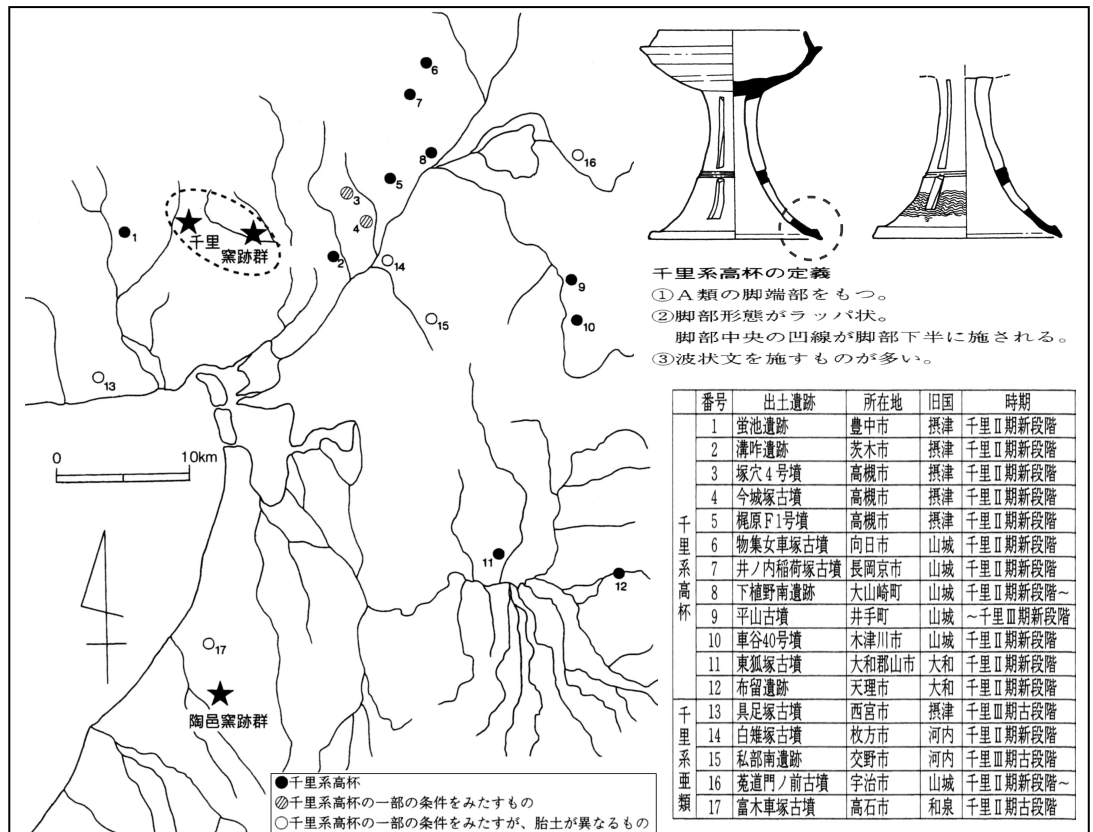 6
7
8
16
5
3
4
1
千里
窯跡群
2
14
9
15
10
13
0 10km
11
12
17
陶邑窯跡群
●千里系高杯
千里系高杯の一部の条件をみたすもの
○千里系高杯の一部の条件をみたすが、胎土が異なるもの
千里系高杯の定義
①A類の脚端部をもつ。
②脚部形態がラッパ状。
脚部中央の凹線が脚部下半に施される。
③波状文を施すものが多い。
番号 出土遺跡 所在地 旧国 時期
千里系高杯
1 蛍池遺跡 豊中市 摂津 千里Ⅱ期新段階
2 溝咋遺跡 茨木市 摂津 千里Ⅱ期新段階
3 塚穴4号墳 高槻市 摂津 千里Ⅱ期新段階
4 今城塚古墳 高槻市 摂津 千里Ⅱ期新段階
5 梶原F1号墳 高槻市 摂津 千里Ⅱ期新段階
6 物集女車塚古墳 向日市 山城 千里Ⅱ期新段階
7 井ノ内稲荷塚古墳 長岡京市 山城 千里Ⅱ期新段階
8 下植野南遺跡 大山崎町 山城 千里Ⅱ期新段階~
9 平山古墳 井手町 山城 ~千里Ⅲ期新段階
10 車谷40号墳 木津川市 山城 千里Ⅱ期新段階
11 東狐塚古墳 大和郡山市 大和 千里Ⅱ期新段階
12 布留遺跡 天理市 大和 千里Ⅱ期新段階
千里系亜類
13 具足塚古墳 西宮市 摂津 千里Ⅲ期古段階
14 白雉塚古墳 枚方市 河内 千里Ⅱ期新段階
15 私部南遺跡 交野市 河内 千里Ⅲ期古段階
16 菟道門ノ前古墳 宇治市 山城 千里Ⅱ期新段階~
17 富木車塚古墳 高石市 和泉 千里Ⅱ期古段階